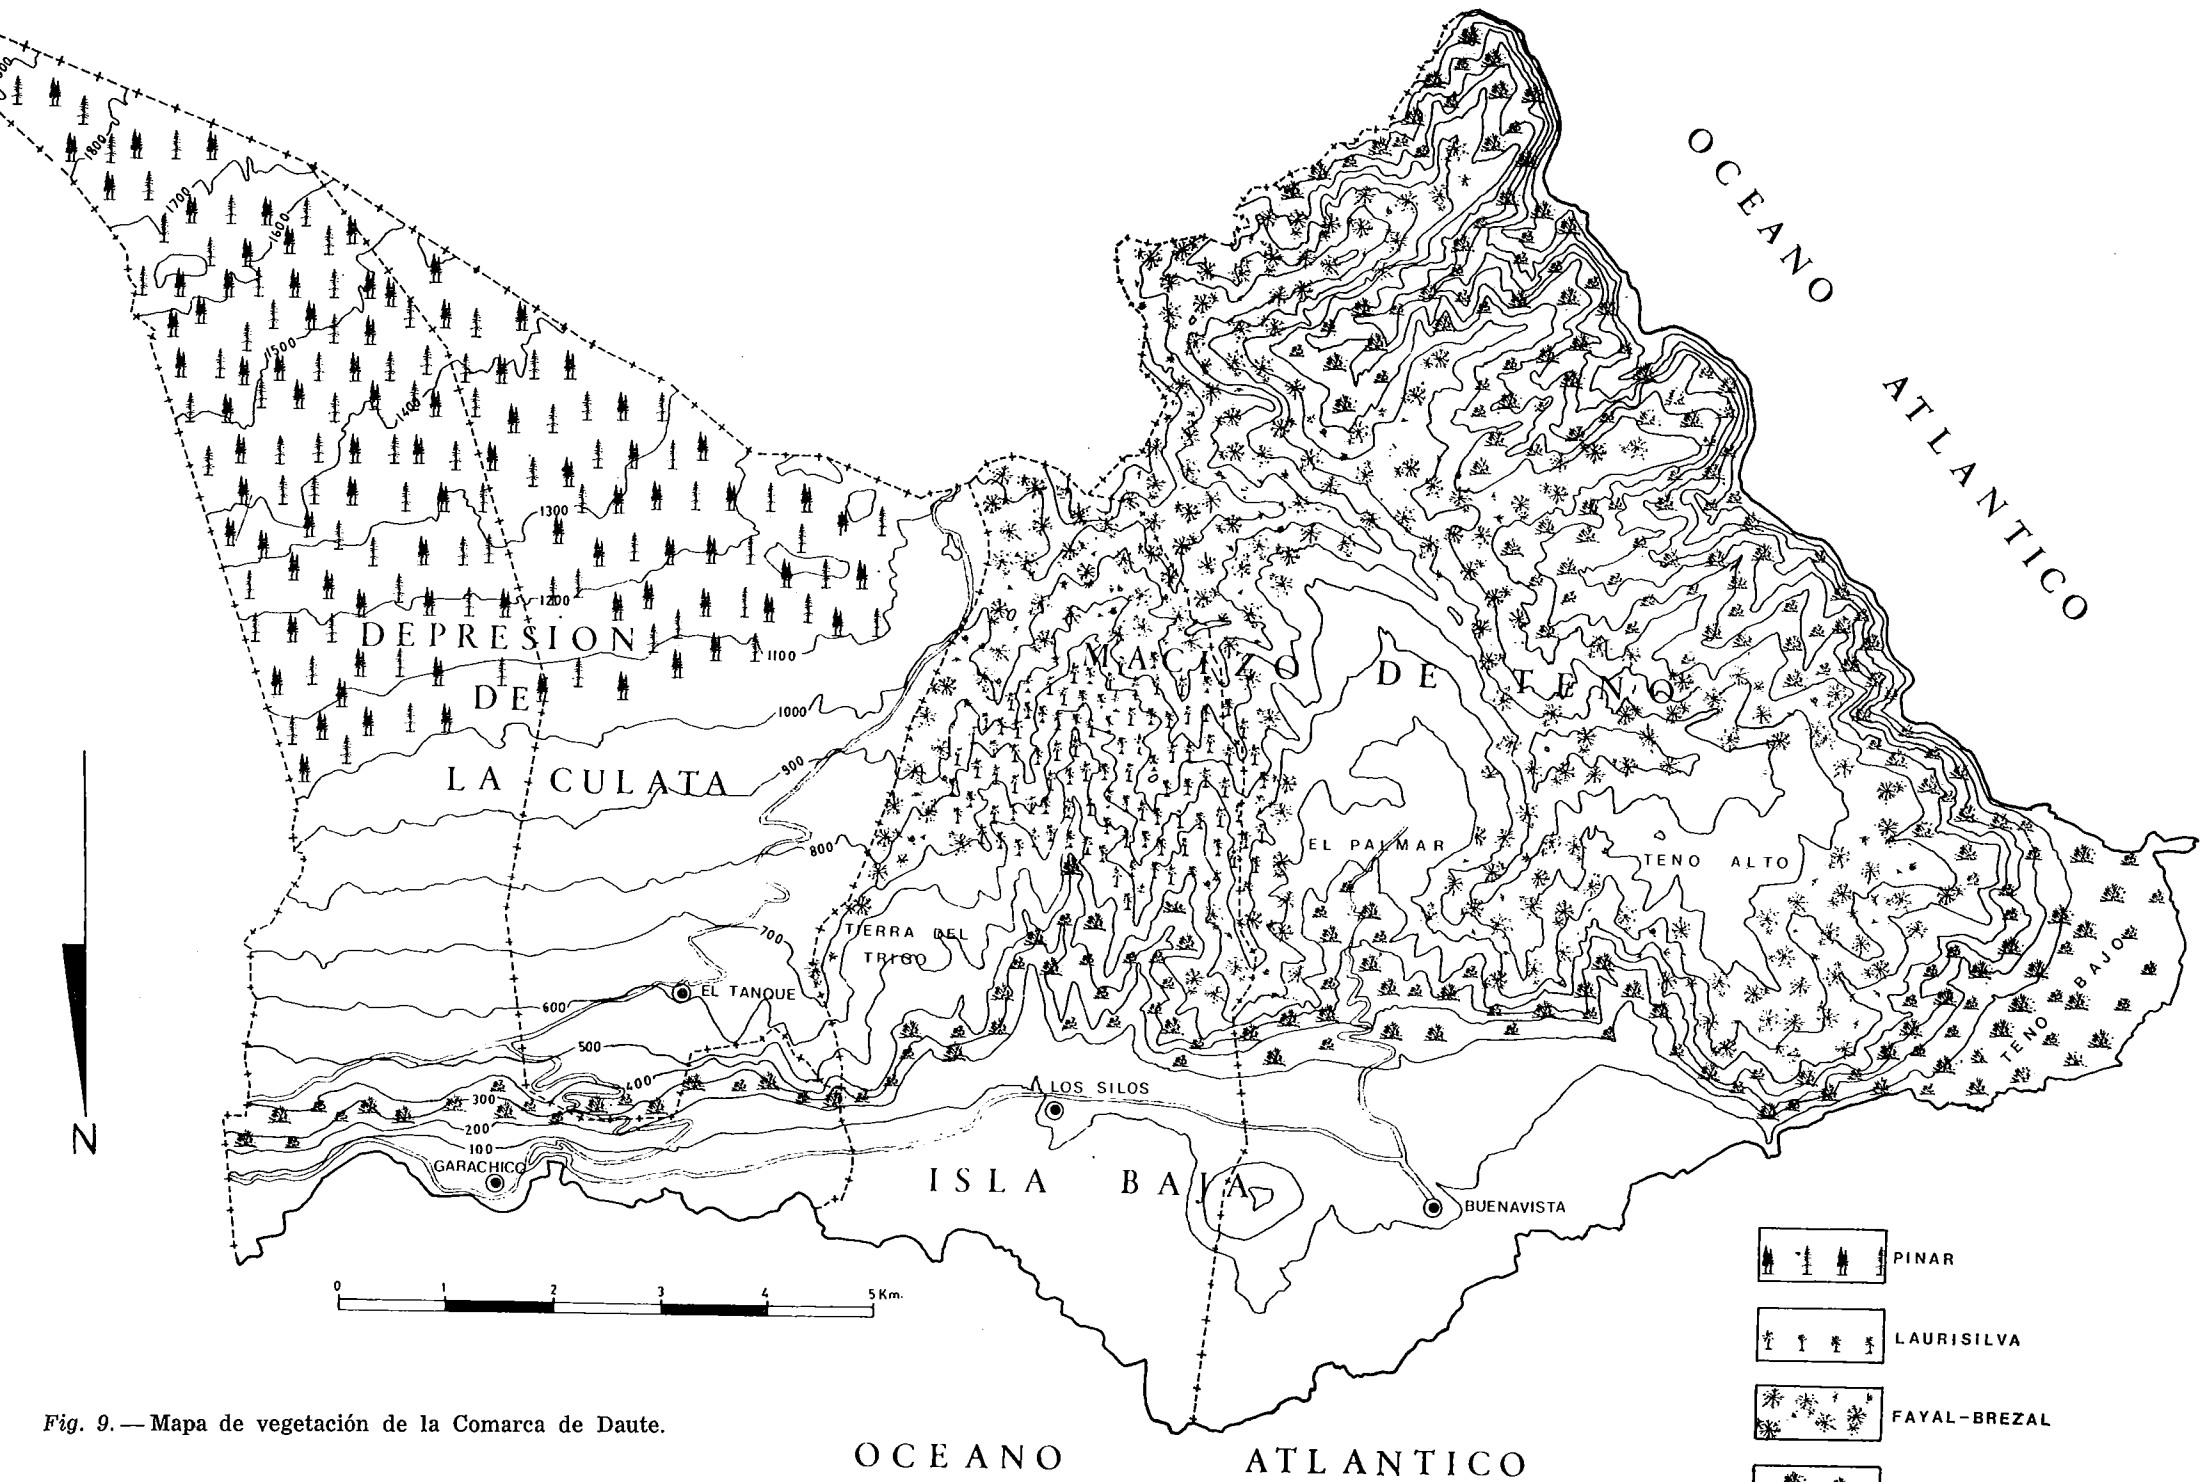 OCEANO ATLANTICO
1800
1700
1600
1500
1400
1300
1200
DEPRESION
1100
DE
1000
LA CULATA
900
800
700
600
500
400
300
200
100
MACIZO DE TENO
EL PALMAR
TENO ALTO
TIERRA DEL
TRIGO
EL TANQUE
TENO BAJO
LOS SILOS
GARACHICO
ISLA BAJA
BUENAVISTA
N
0 1 2 3 4 5 Km.
PINAR
LAURISILVA
FAYAL-BREZAL
Fig. 9. — Mapa de vegetación de la Comarca de Daute.
OCEANO ATLANTICO